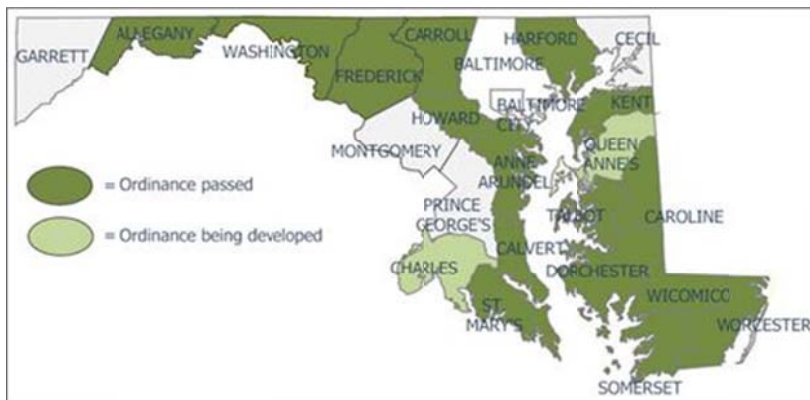 GARRETT
ALLEGANY
WASHINGTON
FREDERICK
CARROLL
BALTIMORE
HARFORD
CECIL
HOWARD
BALTIMORE
CITY
KENT
MONTGOMERY
ANNE
ARUNDEL
QUEEN
ANNE'S
PRINCE
GEORGE'S
TALBOT
CAROLINE
CHARLES
CALVERT
DORCHESTER
ST.
MARY'S
WICOMICO
WORCESTER
SOMERSET
= Ordinance passed
= Ordinance being developed